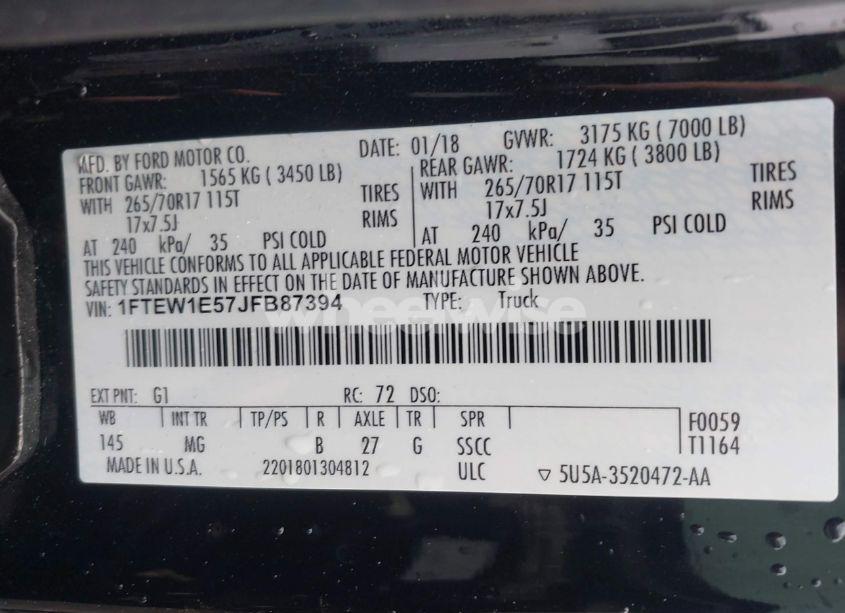 MFD. BY FORD MOTOR CO. DATE: 01/18 GVWR: 3175 KG ( 7000 LB)
FRONT GAWR: 1565 KG ( 3450 LB) REAR GAWR: 1724 KG ( 3800 LB)
WITH 265/70R17 115T TIRES WITH 265/70R17 115T TIRES
17x7.5J RIMS 17x7.5J RIMS
AT 240 kPa/ 35 PSI COLD AT 240 kPa/ 35 PSI COLD
THIS VEHICLE CONFORMS TO ALL APPLICABLE FEDERAL MOTOR VEHICLE
SAFETY STANDARDS IN EFFECT ON THE DATE OF MANUFACTURE SHOWN ABOVE.
VIN: 1FTEW1E57JFB87394 TYPE: Truck
wheelwise
EXT PNT: G1 RC: 72 DSO:
WB INT TR TP/PS R AXLE TR SPR F0059
145 MG B 27 G SSCC T1164
MADE IN U.S.A. 2201801304812 ULC ▽ 5U5A-3520472-AA